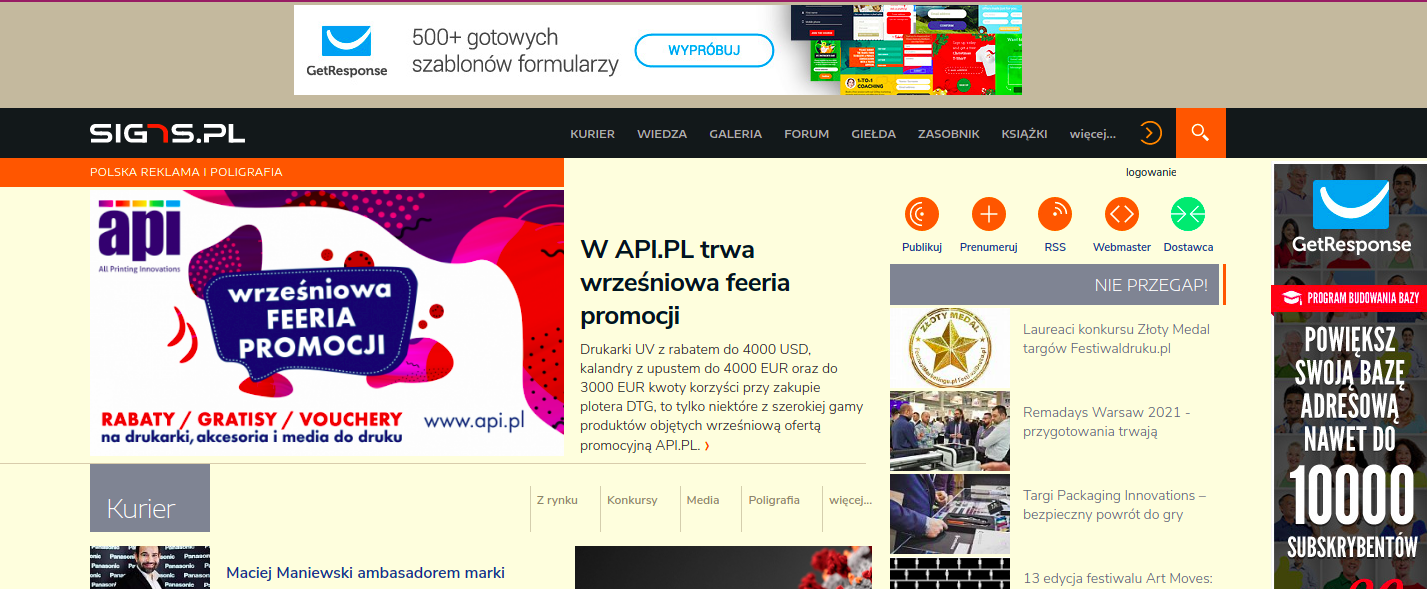 500+ gotowych
szablonów formularzy
WYPRÓBUJ
GetResponse
1-TO-1
COACHING
SIGNS.PL
KURIER WIEDZA GALERIA FORUM GIEŁDA ZASOBNIK KSIĄŻKI więcej...
POLSKA REKLAMA I POLIGRAFIA
logowanie
api
All Printing Innovations
wrześniowa
FEERIA
PROMOCJI
RABATY / GRATISY / VOUCHERY
www.api.pl
na drukarki, akcesoria i media do druku
W API.PL trwa
wrześniowa feeria
promocji
Drukarki UV z rabatem do 4000 USD,
kalandry z upustem do 4000 EUR oraz do
3000 EUR kwoty korzyści przy zakupie
plotera DTG, to tylko niektóre z szerokiej gamy
produktów objętych wrześniową ofertą
promocyjną API.PL. ›
Publikuj Prenumeruj RSS Webmaster Dostawca
NIE PRZEGAP!
ZŁOTY MEDAL
Laureaci konkursu Złoty Medal
targów Festiwaldruku.pl
Remadays Warsaw 2021 -
przygotowania trwają
Targi Packaging Innovations –
bezpieczny powrót do gry
13 edycja festiwalu Art Moves:
GetResponse
PROGRAM BUDOWANIA BAZY
POWIĘKSZ
SWOJĄ BAZĘ
ADRESOWĄ
NAWET DO
10000
SUBSKRYBENTÓW
Kurier
Z rynku Konkursy Media Poligrafia więcej...
Panasonic
Maciej Maniewski ambasadorem marki